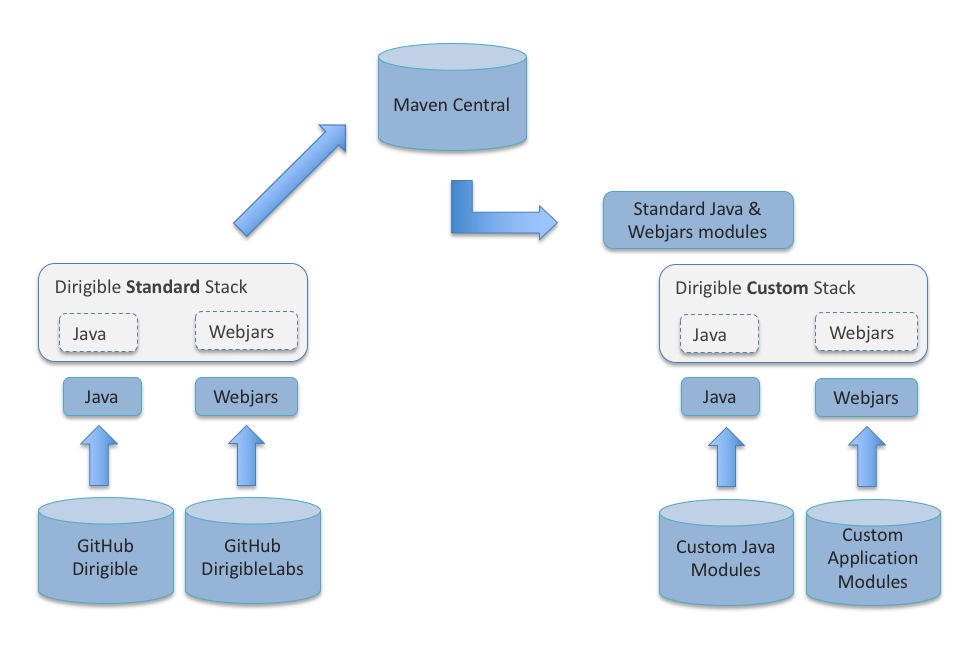 Maven Central
Standard Java &
Webjars modules
Dirigible Standard Stack
Java
Webjars
Java
Webjars
GitHub
Dirigible
GitHub
DirigibleLabs
Dirigible Custom Stack
Java
Webjars
Java
Webjars
Custom Java
Modules
Custom
Application
Modules